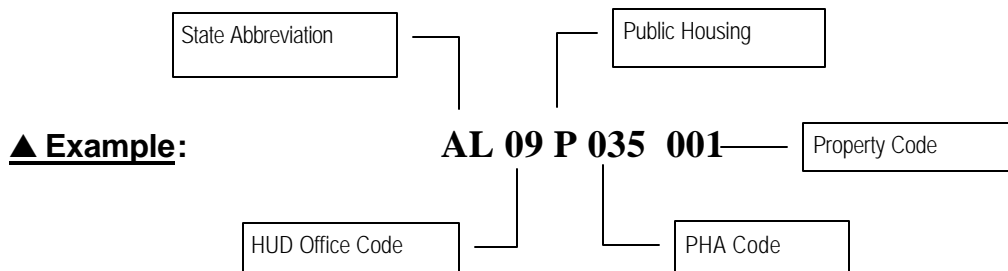 State Abbreviation
Public Housing
▲ Example:
AL 09 P 035 001
Property Code
HUD Office Code
PHA Code